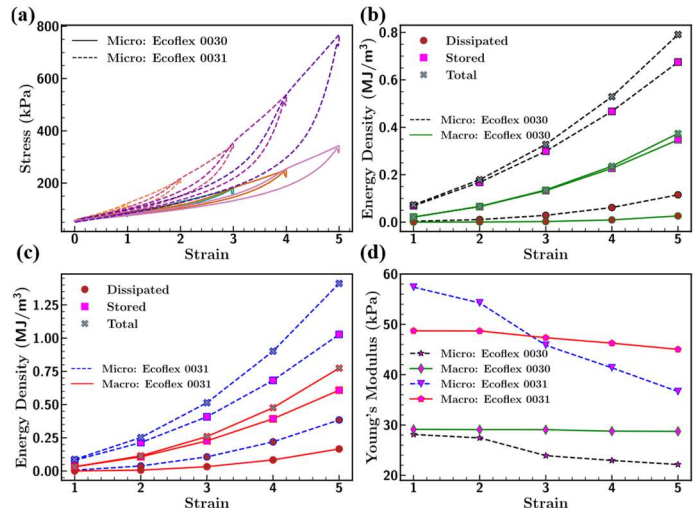 (a)
Micro: Ecoflex 0030
Micro: Ecoflex 0031
Stress (kPa)
800
600
400
200
0 1 2 3 4 5
Strain
(b)
Dissipated
Stored
Total
Micro: Ecoflex 0030
Macro: Ecoflex 0030
Energy Density (MJ/m³)
0.8
0.6
0.4
0.2
0.0
1 2 3 4 5
Strain
(c)
Dissipated
Stored
Total
Micro: Ecoflex 0031
Macro: Ecoflex 0031
Energy Density (MJ/m³)
1.25
1.00
0.75
0.50
0.25
0.00
1 2 3 4 5
Strain
(d)
Micro: Ecoflex 0030
Macro: Ecoflex 0030
Micro: Ecoflex 0031
Macro: Ecoflex 0031
Young's Modulus (kPa)
60
50
40
30
20
1 2 3 4 5
Strain